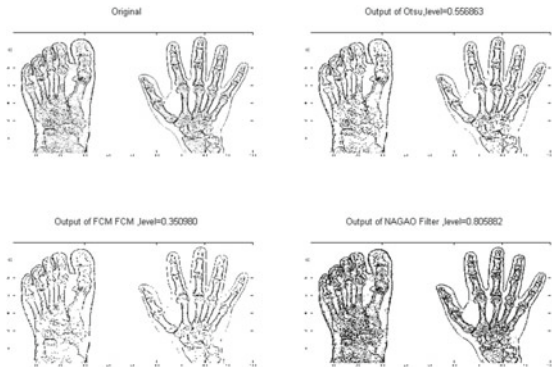 Original
Output of Otsu,level=0.556863
Output of FCM FCM ,level=0.350980
Output of NAGAO Filter ,level=0.805882